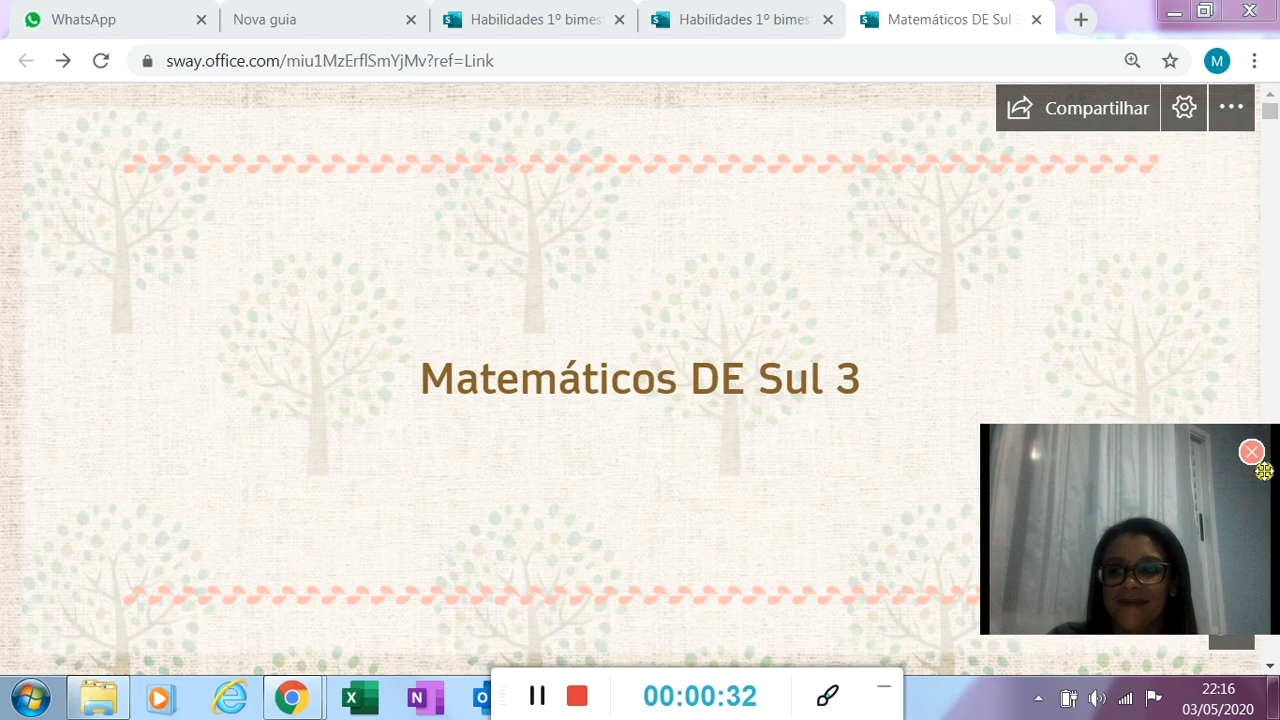 WhatsApp
Nova guia
Habilidades 1º bimes
Habilidades 1º bimes
Matemáticos DE Sul 3
sway.office.com/miu1MzErflSmYjMv?ref=Link
M
Compartilhar
Matemáticos DE Sul 3
00:00:32
22:16
03/05/2020